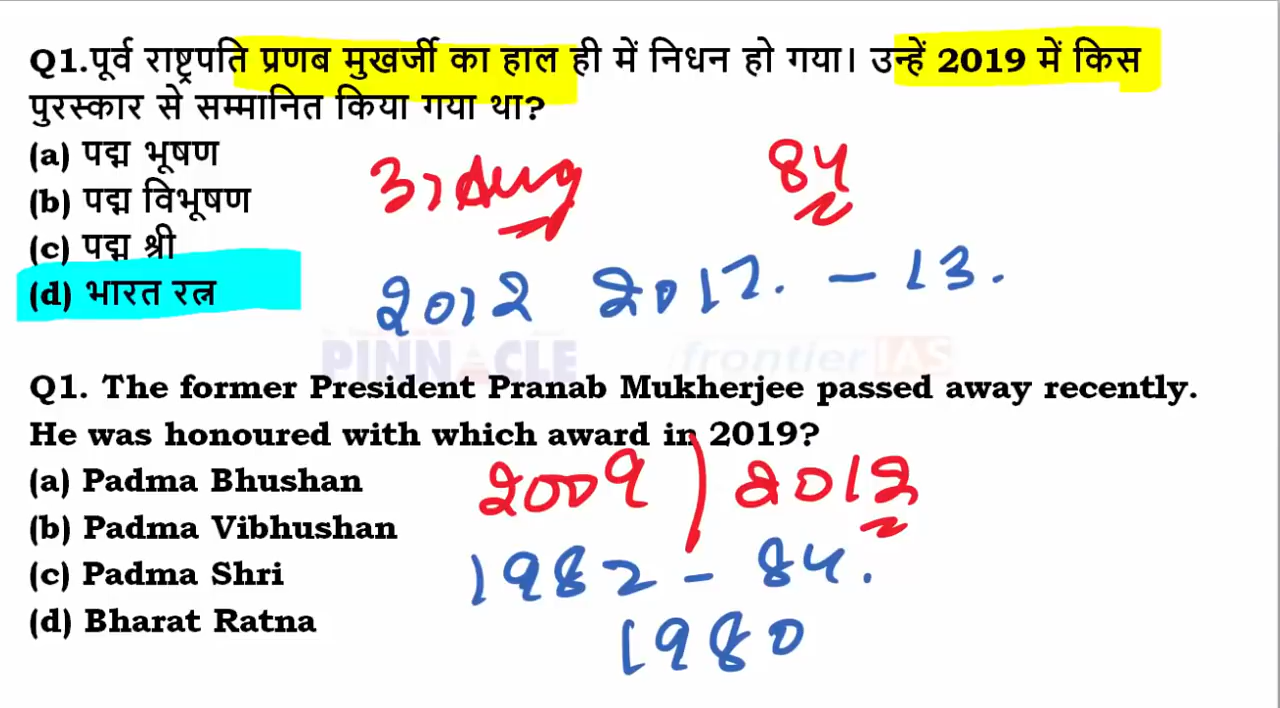 Q1.पूर्व राष्ट्रपति प्रणब मुखर्जी का हाल ही में निधन हो गया। उन्हें 2019 में किस
पुरस्कार से सम्मानित किया गया था?
(a) पद्म भूषण
(b) पद्म विभूषण
(c) पद्म श्री
(d) भारत रत्न
31 Aug 84
2012 2017. – 13.
PINNACLE frontier IAS
Q1. The former President Pranab Mukherjee passed away recently.
He was honoured with which award in 2019?
(a) Padma Bhushan
(b) Padma Vibhushan
(c) Padma Shri
(d) Bharat Ratna
2009 ) 2012
1982 – 84.
1980